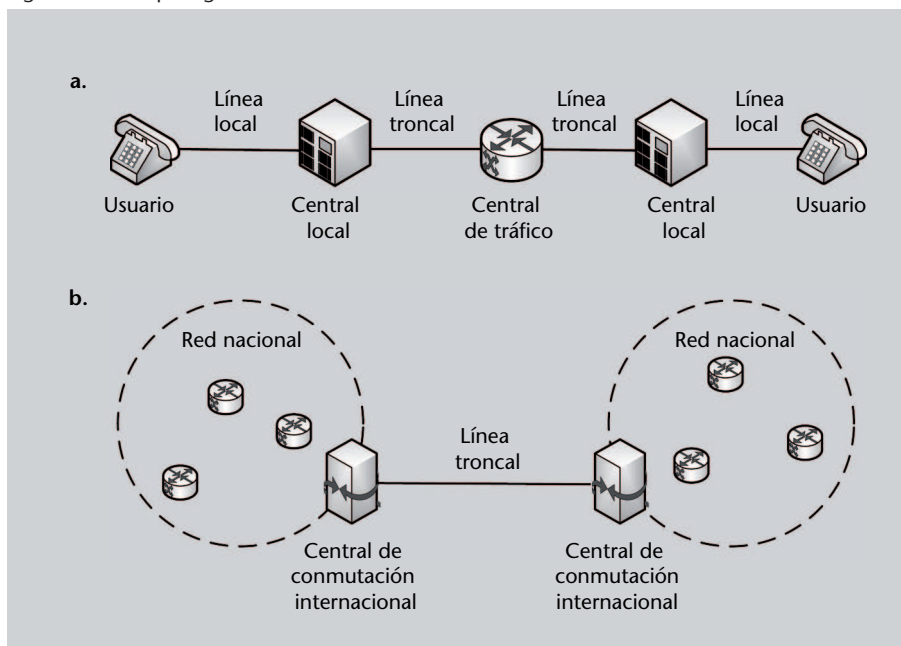 a.
Línea
local
Línea
troncal
Línea
troncal
Línea
local
Usuario
Central
local
Central
de tráfico
Central
local
Usuario
b.
Red nacional
Red nacional
Línea
troncal
Central de
conmutación
internacional
Central de
conmutación
internacional